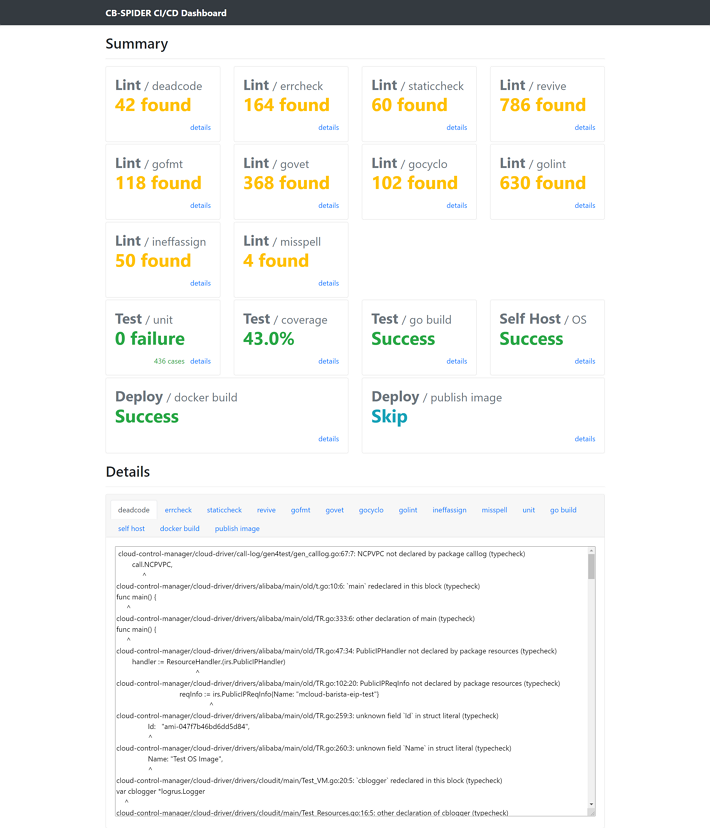 CB-SPIDER CI/CD Dashboard
Summary
Lint / deadcode
42 found
details
Lint / errcheck
164 found
details
Lint / staticcheck
60 found
details
Lint / revive
786 found
details
Lint / gofmt
118 found
details
Lint / govet
368 found
details
Lint / gocyclo
102 found
details
Lint / golint
630 found
details
Lint / ineffassign
50 found
details
Lint / misspell
4 found
details
Test / unit
0 failure
436 cases details
Test / coverage
43.0%
details
Test / go build
Success
details
Self Host / OS
Success
details
Deploy / docker build
Success
details
Deploy / publish image
Skip
details
Details
deadcode errcheck staticcheck revive gofmt govet gocyclo golint ineffassign misspell unit go build
self host docker build publish image
cloud-control-manager/cloud-driver/call-log/gen4test/gen_calllog.go:67:7: NCPVPC not declared by package calllog (typecheck)
call.NCPVPC,
^
cloud-control-manager/cloud-driver/drivers/alibaba/main/old/t.go:10:6: `main` redeclared in this block (typecheck)
func main() {
^
cloud-control-manager/cloud-driver/drivers/alibaba/main/old/TR.go:333:6: other declaration of main (typecheck)
func main() {
^
cloud-control-manager/cloud-driver/drivers/alibaba/main/old/TR.go:47:34: PublicIPHandler not declared by package resources (typecheck)
handler := ResourceHandler.(irs.PublicIPHandler)
^
cloud-control-manager/cloud-driver/drivers/alibaba/main/old/TR.go:102:20: PublicIPReqInfo not declared by package resources (typecheck)
reqInfo := irs.PublicIPReqInfo{Name: "mcloud-barista-eip-test"}
^
cloud-control-manager/cloud-driver/drivers/alibaba/main/old/TR.go:259:3: unknown field `Id` in struct literal (typecheck)
Id: "ami-047f7b46bd6dd5d84",
^
cloud-control-manager/cloud-driver/drivers/alibaba/main/old/TR.go:260:3: unknown field `Name` in struct literal (typecheck)
Name: "Test OS Image",
^
cloud-control-manager/cloud-driver/drivers/cloudit/main/Test_VM.go:20:5: `cblogger` redeclared in this block (typecheck)
var cblogger *logrus.Logger
^
cloud-control-manager/cloud-driver/drivers/cloudit/main/Test_Resources.go:16:5: other declaration of cblogger (typecheck)